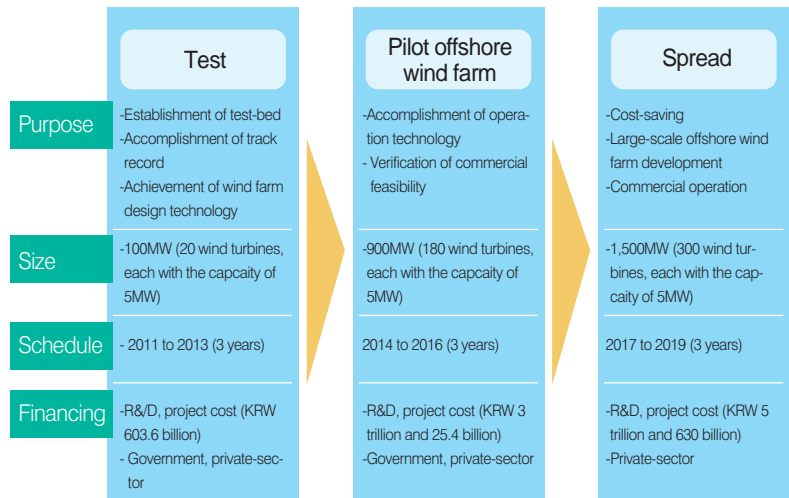 Test
Pilot offshore
wind farm
Spread
Purpose
-Establishment of test-bed
-Accomplishment of track
record
-Achievement of wind farm
design technology
-Accomplishment of opera-
tion technology
- Verification of commercial
feasibility
-Cost-saving
-Large-scale offshore wind
farm development
-Commercial operation
Size
-100MW (20 wind turbines,
each with the capcaity of
5MW)
-900MW (180 wind turbines,
each with the capcaity of
5MW)
-1,500MW (300 wind tur-
bines, each with the cap-
caity of 5MW)
Schedule
- 2011 to 2013 (3 years)
2014 to 2016 (3 years)
2017 to 2019 (3 years)
Financing
-R&/D, project cost (KRW
603.6 billion)
- Government, private-sec-
tor
-R&D, project cost (KRW 3
trillion and 25.4 billion)
-Government, private-sector
-R&D, project cost (KRW 5
trillion and 630 billion)
-Private-sector